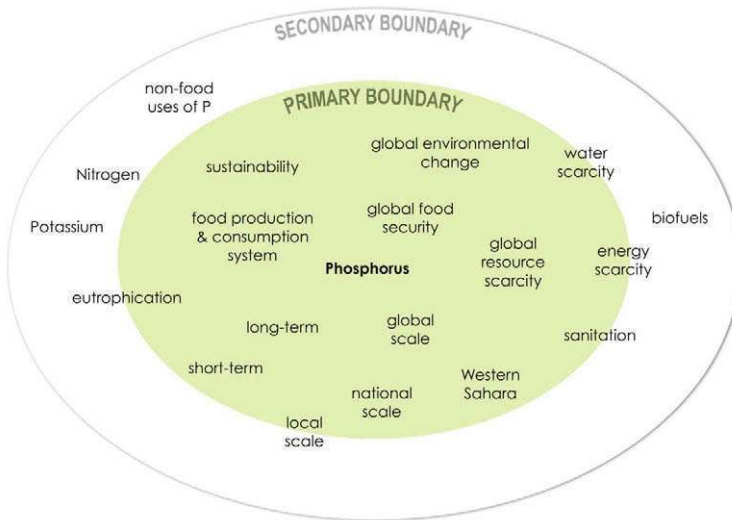 SECONDARY BOUNDARY
non-food
uses of P
PRIMARY BOUNDARY
global environmental
change
water
scarcity
sustainability
Nitrogen
Potassium
food production
& consumption
system
global food
security
biofuels
Phosphorus
global
resource
scarcity
energy
scarcity
eutrophication
long-term
global
scale
sanitation
short-term
national
scale
Western
Sahara
local
scale